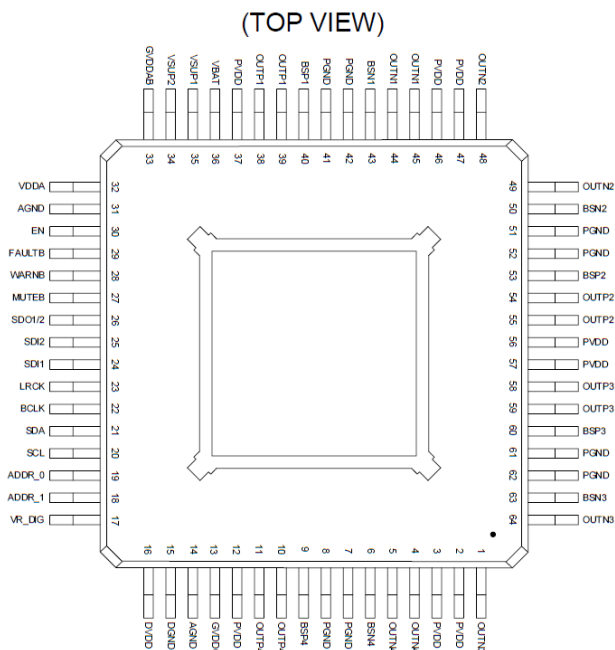 (TOP VIEW)
GVDDAB
VSUP2
VSUP1
VBAT
PVDD
OUTP1
OUTP1
BSP1
PGND
PGND
BSN1
OUTN1
OUTN1
PVDD
PVDD
OUTN2
33 34 35 36 37 38 39 40 41 42 43 44 45 46 47 48
VDDA 32
AGND 31
EN 30
FAULTB 29
WARNB 28
MUTEB 27
SDO1/2 26
SDI2 25
SDI1 24
LRCK 23
BCLK 22
SDA 21
SCL 20
ADDR_0 19
ADDR_1 18
VR_DIG 17
49 OUTN2
50 BSN2
51 PGND
52 PGND
53 BSP2
54 OUTP2
55 OUTP2
56 PVDD
57 PVDD
58 OUTP3
59 OUTP3
60 BSP3
61 PGND
62 PGND
63 BSN3
64 OUTN3
16 15 14 13 12 11 10 9 8 7 6 5 4 3 2 1
DVDD
DGND
AGND
PVDD
BSP4
PGND
PGND
BSN4
PVDD
PVDD